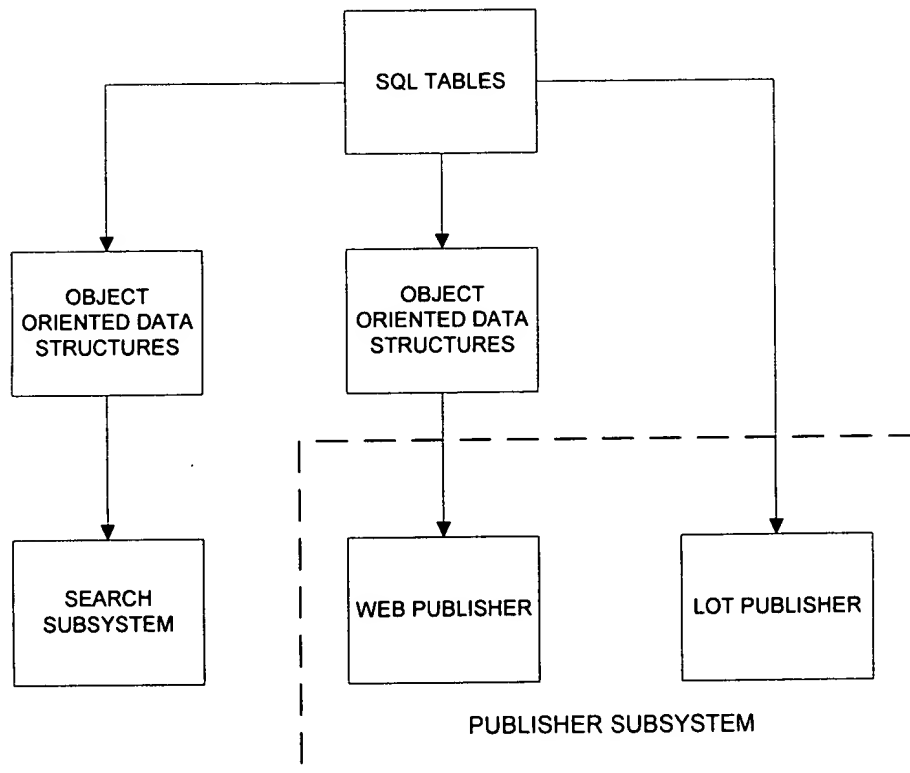 SQL TABLES
OBJECT
ORIENTED DATA
STRUCTURES
OBJECT
ORIENTED DATA
STRUCTURES
SEARCH
SUBSYSTEM
WEB PUBLISHER
LOT PUBLISHER
PUBLISHER SUBSYSTEM